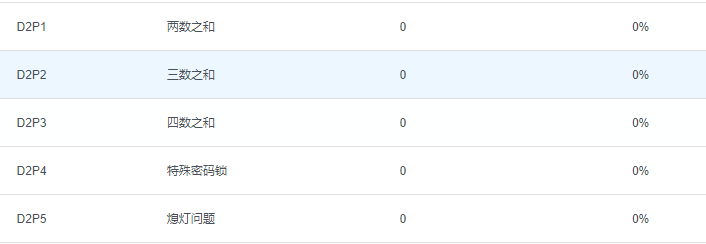 D2P1 两数之和 0 0%
D2P2 三数之和 0 0%
D2P3 四数之和 0 0%
D2P4 特殊密码锁 0 0%
D2P5 熄灯问题 0 0%